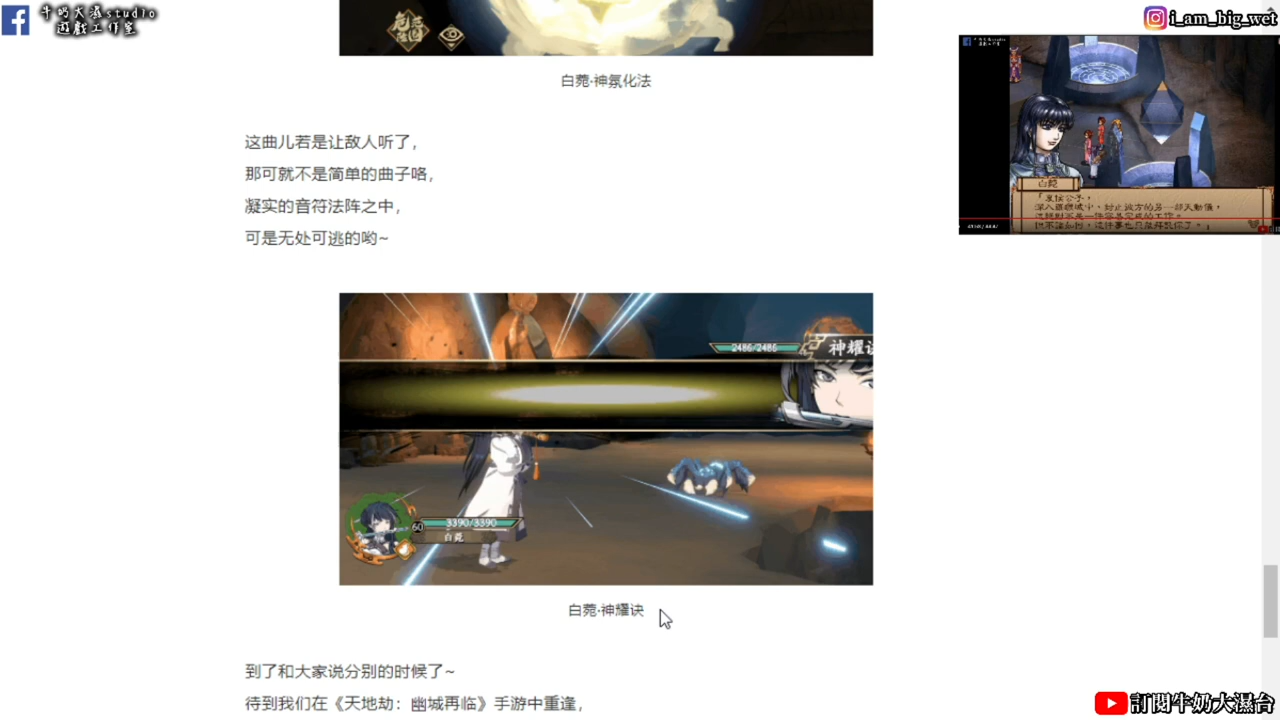 牛奶大濕studio
遊戲工作室
i_am_big_wet
白菀·神氛化法
这曲儿若是让敌人听了，
那可就不是简单的曲子咯，
凝实的音符法阵之中，
可是无处可逃的哟~
白菀
2486/2486
神耀诀
60
3390/3390
白菀
白菀·神耀诀
到了和大家说分别的时候了~
待到我们在《天地劫：幽城再临》手游中重逢，
訂閱牛奶大濕台